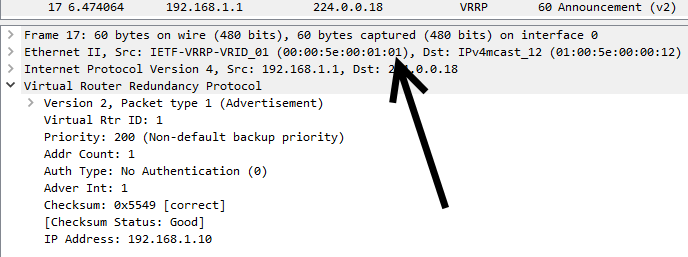 17 6.474064 192.168.1.1 224.0.0.18 VRRP 60 Announcement (v2)
Frame 17: 60 bytes on wire (480 bits), 60 bytes captured (480 bits) on interface 0
Ethernet II, Src: IETF-VRRP-VRID_01 (00:00:5e:00:01:01), Dst: IPv4mcast_12 (01:00:5e:00:00:12)
Internet Protocol Version 4, Src: 192.168.1.1, Dst: 224.0.0.18
Virtual Router Redundancy Protocol
Version 2, Packet type 1 (Advertisement)
Virtual Rtr ID: 1
Priority: 200 (Non-default backup priority)
Addr Count: 1
Auth Type: No Authentication (0)
Adver Int: 1
Checksum: 0x5549 [correct]
[Checksum Status: Good]
IP Address: 192.168.1.10